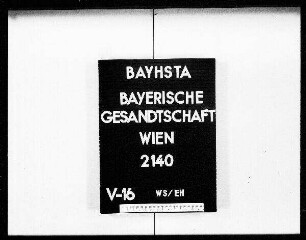 BAYHSTA
BAYERISCHE
GESANDTSCHAFT
WIEN
2140
V-16 WS/EH